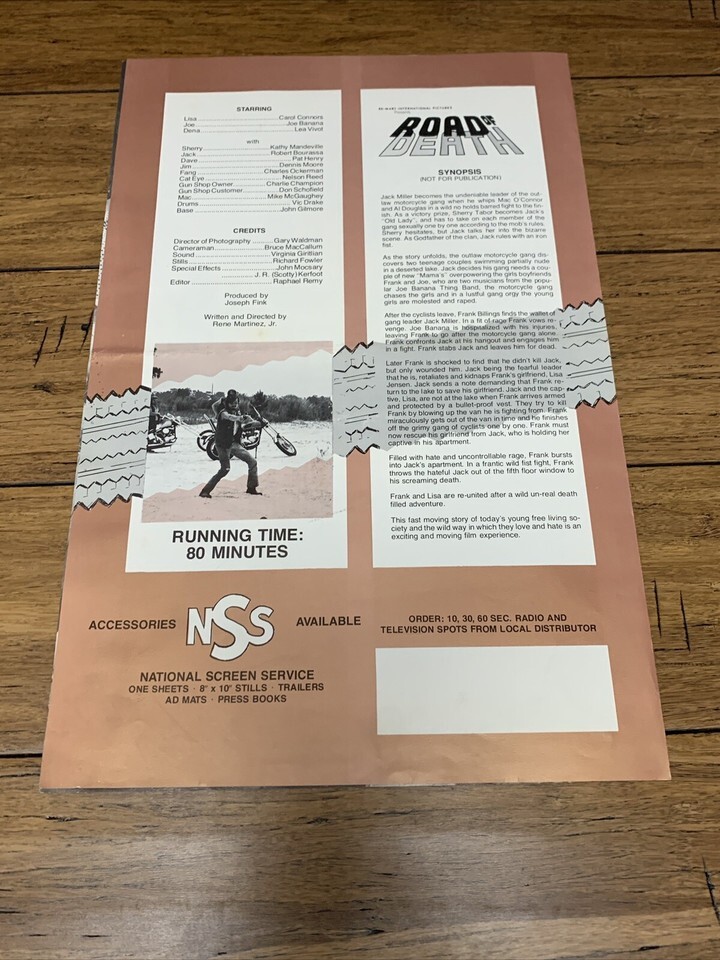 STARRING
Lisa ........ Carol Connors
Joe ........ Joe Banana
Dena ........ Lea Vivot
with
Sherry ........ Kathy Mandeville
Jack ........ Robert Bourassa
Dave ........ Pat Henry
Jim ........ Dennis Moore
Fang ........ Charles Ockerman
Cat Eye ........ Nelson Reed
Gun Shop Owner ........ Charlie Champion
Gun Shop Customer ........ Don Schofield
Mac ........ Mike McGaughey
Drums ........ Vic Drake
Base ........ John Gilmore
CREDITS
Director of Photography ........ Gary Waldman
Cameraman ........ Bruce MacCallum
Sound ........ Virginia Giritlian
Stills ........ Richard Fowler
Special Effects ........ John Mocsary
J. R. (Scotty) Kerfoot
Editor ........ Raphael Remy
Produced by
Joseph Fink
Written and Directed by
Rene Martinez, Jr.
RUNNING TIME:
80 MINUTES
INTERNATIONAL PICTURES
Presents
ROAD OF
DEATH
SYNOPSIS
(NOT FOR PUBLICATION)
Jack Miller becomes the undeniable leader of the out-
law motorcycle gang when he whips Mac O'Connor
and Al Douglas in a wild no holds barred fight to the fin-
ish. As a victory prize, Sherry Tabor becomes Jack's
"Old Lady", and has to take on each member of the
gang sexually one by one according to the mob's rules.
Sherry hesitates, but Jack talks her into the bizarre
scene. As Godfather of the clan, Jack rules with an iron
fist.
As the story unfolds, the outlaw motorcycle gang dis-
covers two teenage couples swimming partially nude
in a deserted lake. Jack decides his gang needs a cou-
ple of new "Mama's" overpowering the girls boyfriends
Frank and Joe, who are two musicians from the popu-
lar Joe Banana Thing Band, the motorcycle gang
chases the girls and in a lustful gang orgy the young
girls are molested and raped.
After the cyclists leave, Frank Billings finds the wallet of
gang leader Jack Miller. In a fit of rage Frank vows re-
venge. Joe Banana is hospitalized with his injuries,
leaving Frank to go after the motorcycle gang alone.
Frank confronts Jack at his hangout and engages him
in a fight. Frank stabs Jack and leaves him for dead.
Later Frank is shocked to find that he didn't kill Jack,
but only wounded him. Jack being the fearful leader
that he is, retaliates and kidnaps Frank's girlfriend, Lisa
Jensen. Jack sends a note demanding that Frank re-
turn to the lake to save his girlfriend. Jack and the cap-
tive, Lisa, are not at the lake when Frank arrives armed
and protected by a bullet-proof vest. They try to kill
Frank by blowing up the van he is fighting from. Frank
miraculously gets out of the van in time and he finishes
off the grimy gang of cyclists one by one. Frank must
now rescue his girlfriend from Jack, who is holding her
captive in his apartment.
Filled with hate and uncontrollable rage, Frank bursts
into Jack's apartment. In a frantic wild fist fight, Frank
throws the hateful Jack out of the fifth floor window to
his screaming death.
Frank and Lisa are re-united after a wild un-real death
filled adventure.
This fast moving story of today's young free living so-
ciety and the wild way in which they love and hate is an
exciting and moving film experience.
ACCESSORIES NSS AVAILABLE
NATIONAL SCREEN SERVICE
ONE SHEETS · 8" x 10" STILLS · TRAILERS
AD MATS · PRESS BOOKS
ORDER: 10, 30, 60 SEC. RADIO AND
TELEVISION SPOTS FROM LOCAL DISTRIBUTOR